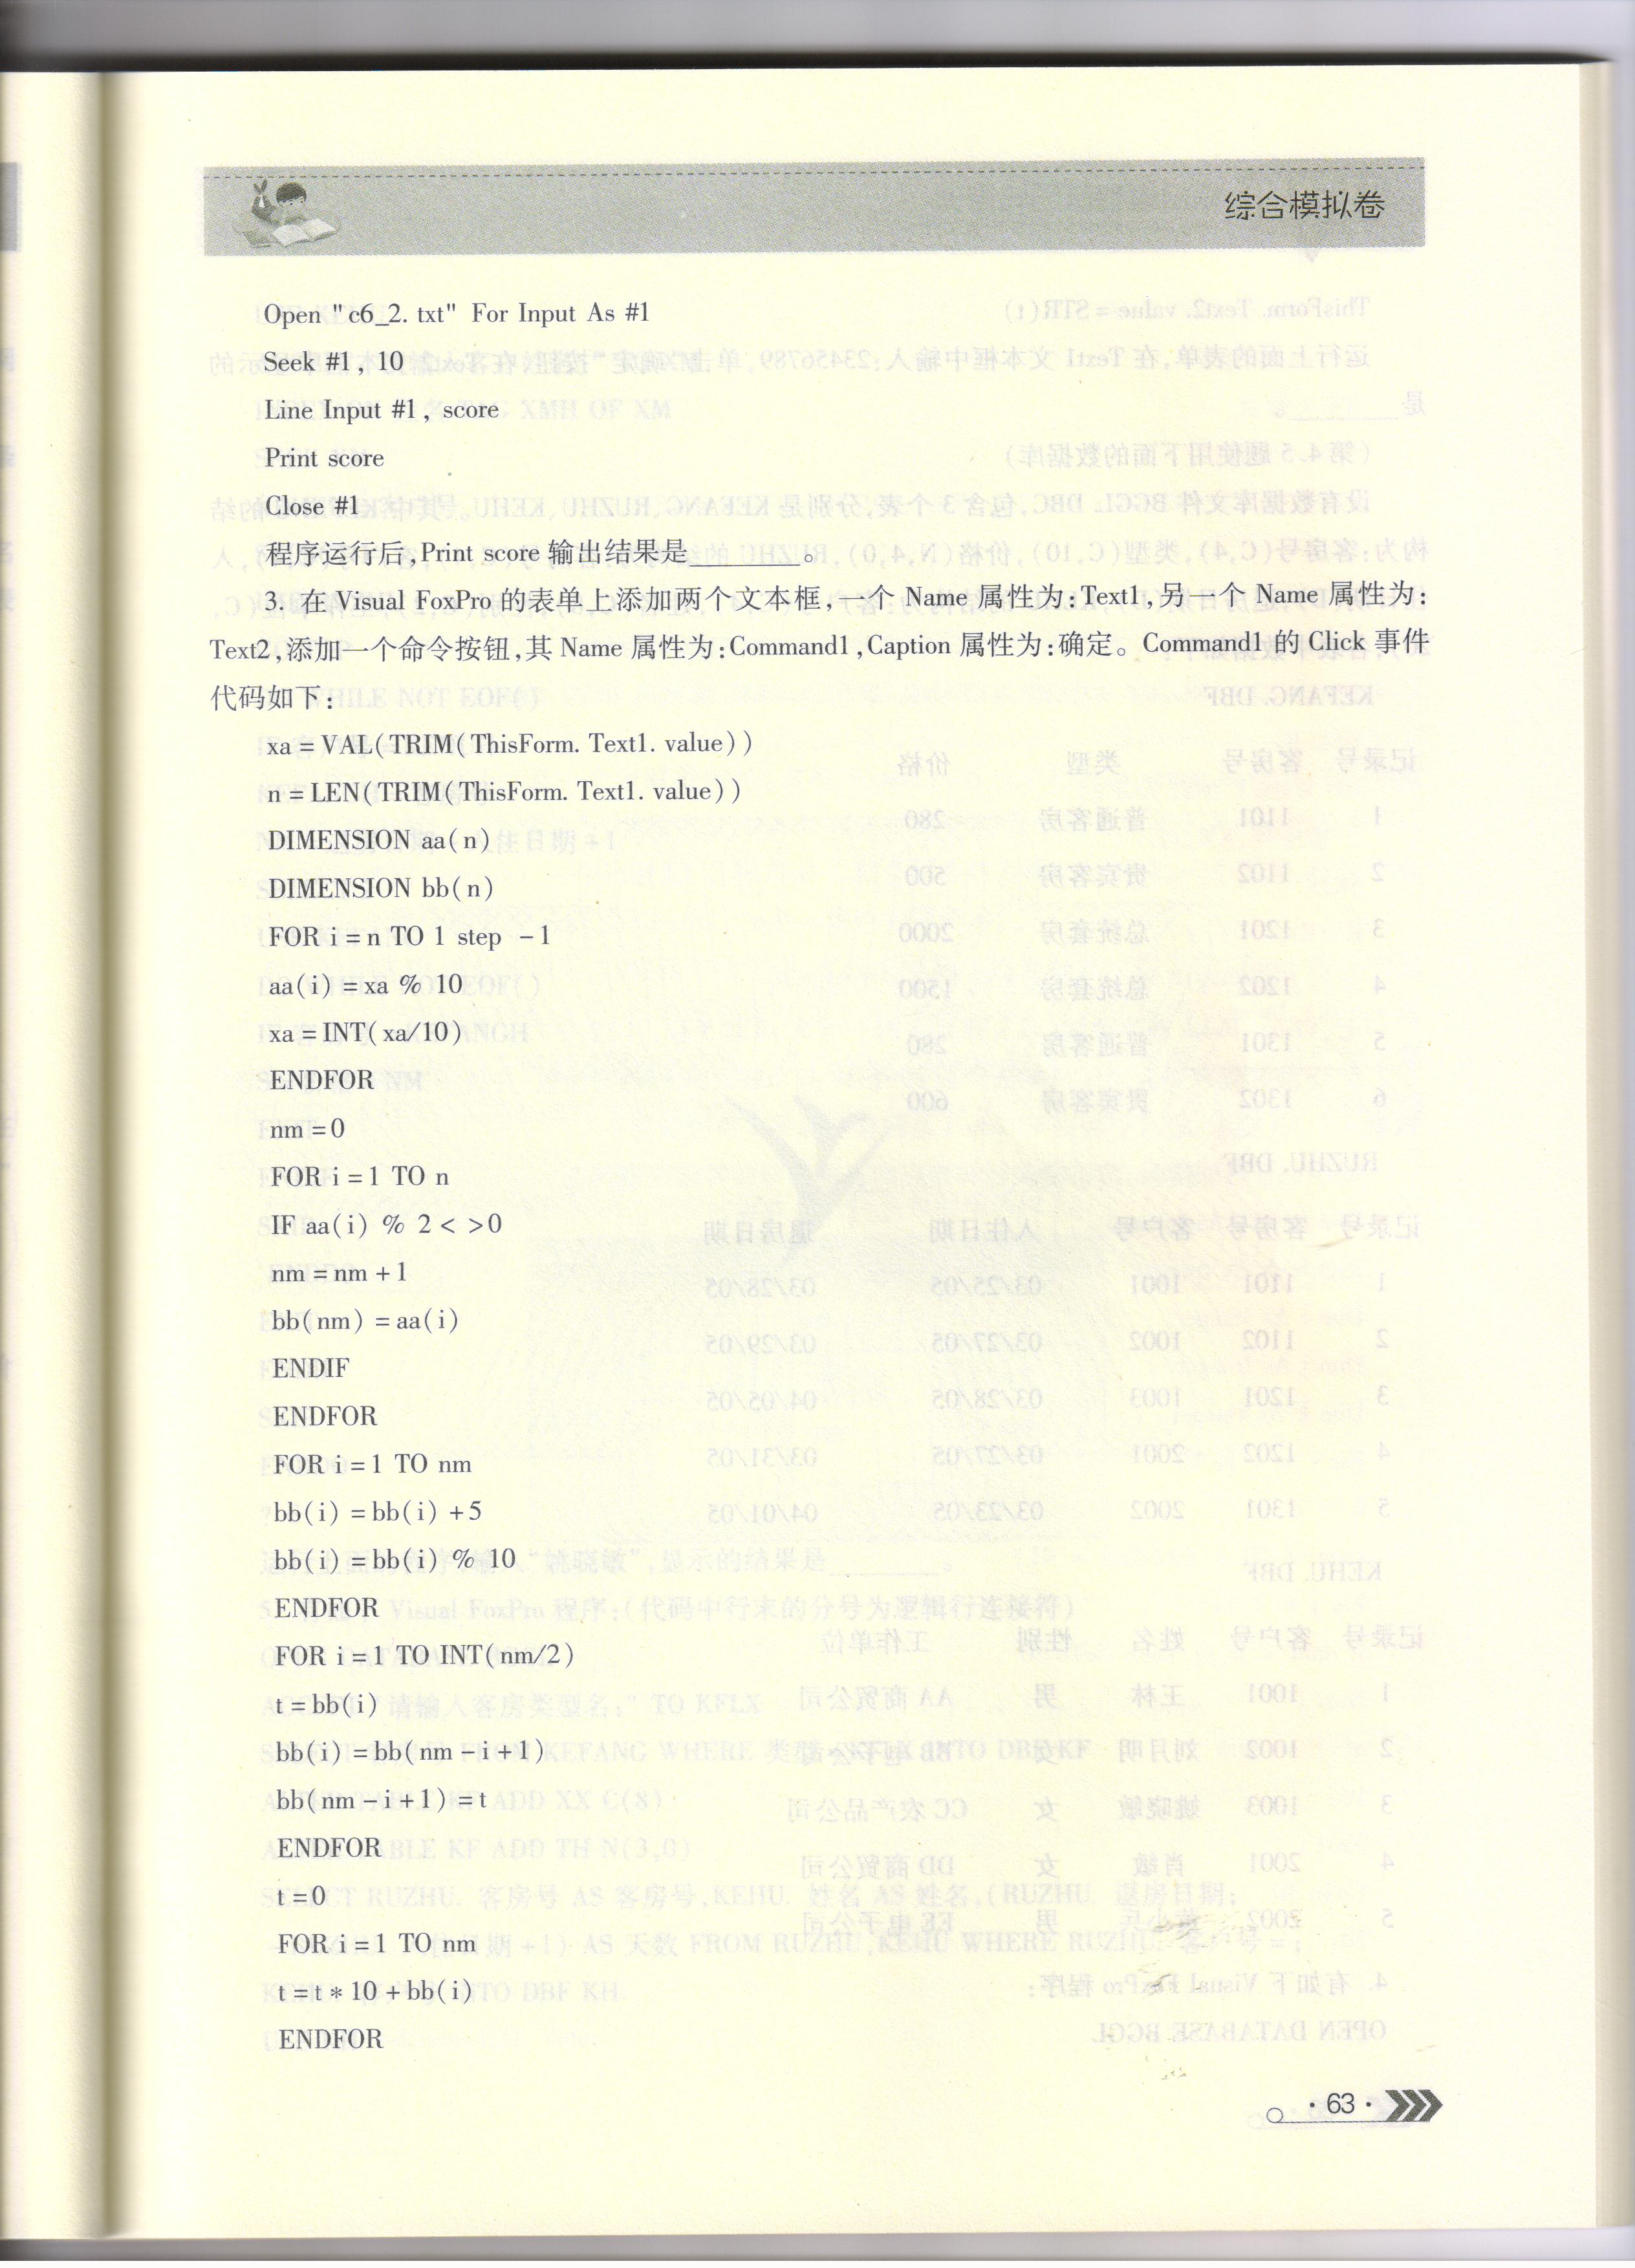 综合模拟卷
Open "c6_2. txt" For Input As #1
Seek #1, 10
Line Input #1, score
Print score
Close #1
程序运行后,Print score 输出结果是________。
3. 在 Visual FoxPro 的表单上添加两个文本框,一个 Name 属性为:Text1,另一个 Name 属性为:
Text2,添加一个命令按钮,其 Name 属性为:Command1,Caption 属性为:确定。Command1 的 Click 事件
代码如下:
xa = VAL(TRIM(ThisForm. Text1. value))
n = LEN(TRIM(ThisForm. Text1. value))
DIMENSION aa(n)
DIMENSION bb(n)
FOR i = n TO 1 step -1
aa(i) = xa % 10
xa = INT(xa/10)
ENDFOR
nm = 0
FOR i = 1 TO n
IF aa(i) % 2 < >0
nm = nm + 1
bb(nm) = aa(i)
ENDIF
ENDFOR
FOR i = 1 TO nm
bb(i) = bb(i) + 5
bb(i) = bb(i) % 10
ENDFOR
FOR i = 1 TO INT(nm/2)
t = bb(i)
bb(i) = bb(nm - i + 1)
bb(nm - i + 1) = t
ENDFOR
t = 0
FOR i = 1 TO nm
t = t * 10 + bb(i)
ENDFOR
· 63 ·